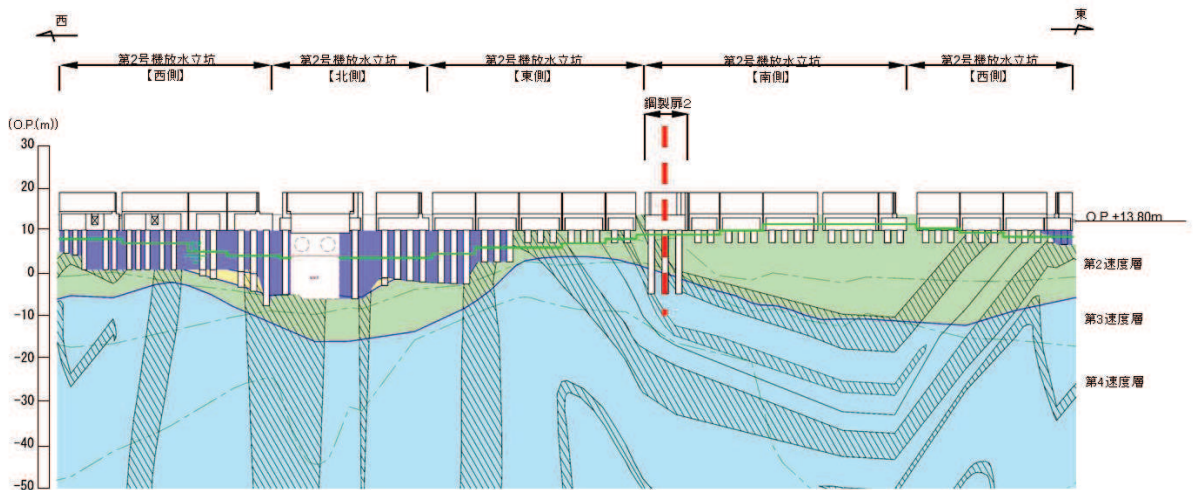 西
東
第2号機放水立坑
【西側】
第2号機放水立坑
【北側】
第2号機放水立坑
【東側】
第2号機放水立坑
【南側】
第2号機放水立坑
【西側】
鋼製扉2
(O.P.(m))
30
20
10
0
-10
-20
-30
-40
-50
O.P.+13.80m
第2速度層
第3速度層
第4速度層